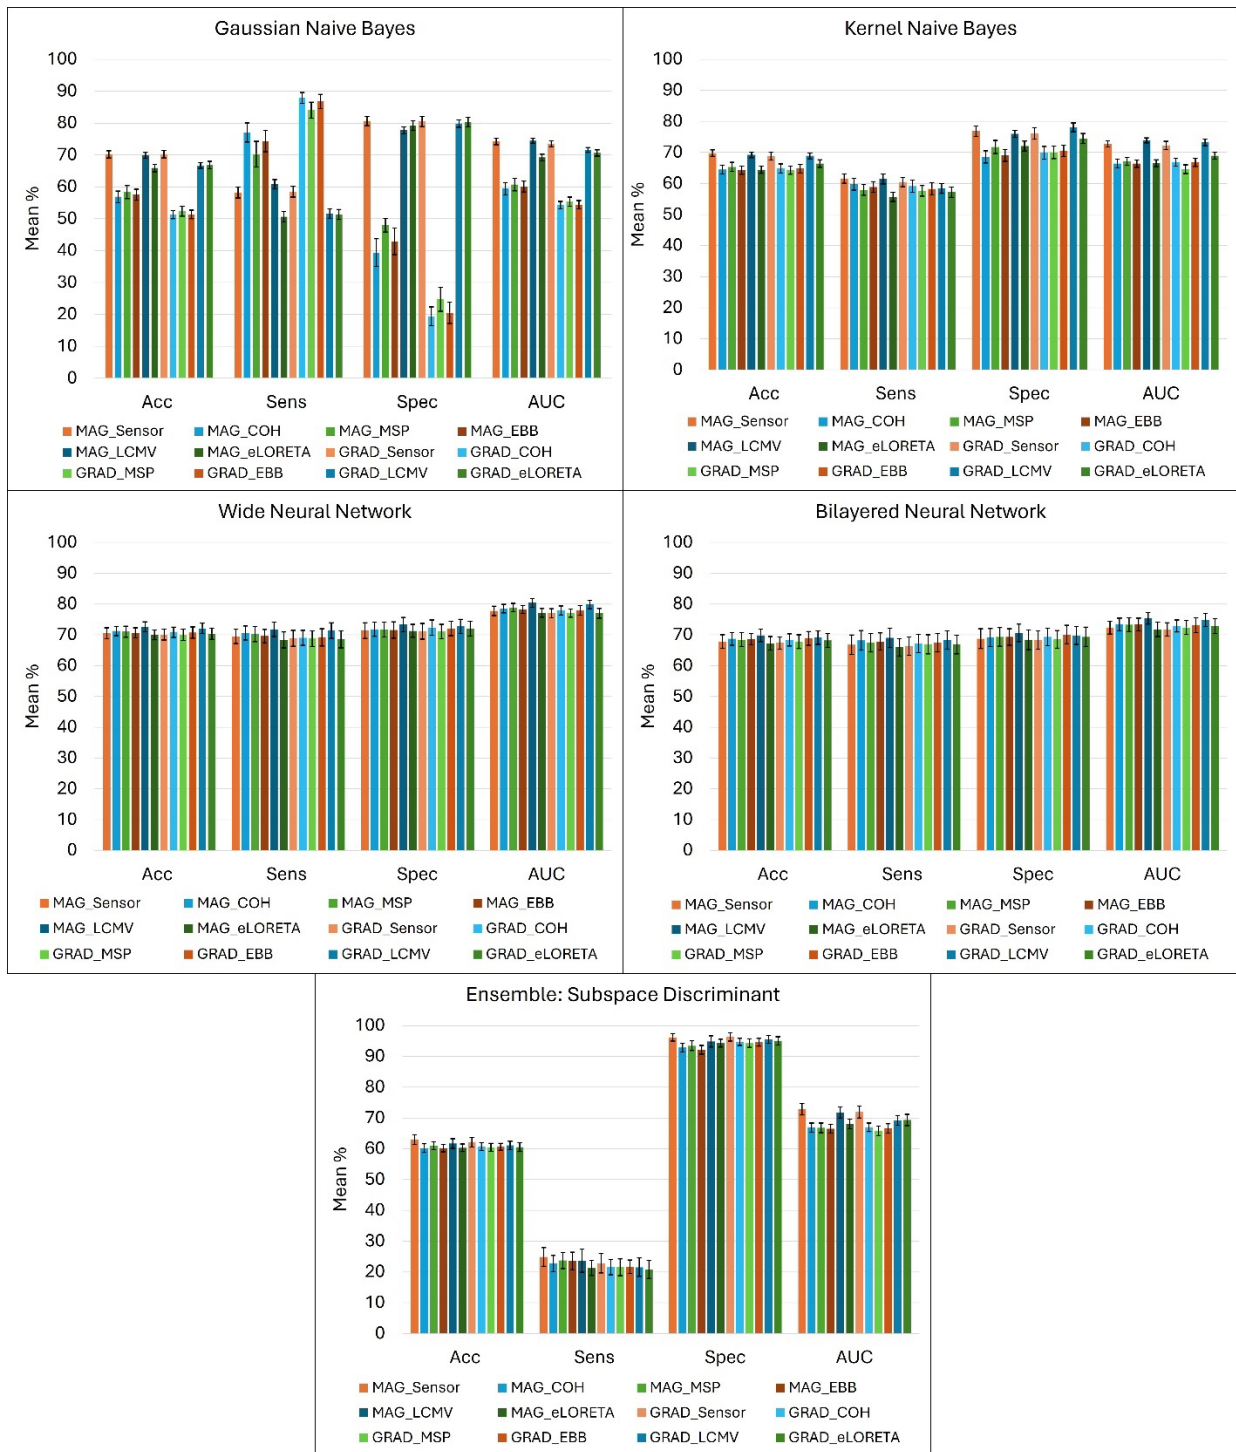 Gaussian Naive Bayes
100
90
80
70
60
50
40
30
20
10
0
Mean %
Acc Sens Spec AUC
MAG_Sensor MAG_COH MAG_MSP MAG_EBB
MAG_LCMV MAG_eLORETA GRAD_Sensor GRAD_COH
GRAD_MSP GRAD_EBB GRAD_LCMV GRAD_eLORETA
Kernel Naive Bayes
100
90
80
70
60
50
40
30
20
10
0
Mean %
Acc Sens Spec AUC
MAG_Sensor MAG_COH MAG_MSP MAG_EBB
MAG_LCMV MAG_eLORETA GRAD_Sensor GRAD_COH
GRAD_MSP GRAD_EBB GRAD_LCMV GRAD_eLORETA
Wide Neural Network
100
90
80
70
60
50
40
30
20
10
0
Mean %
Acc Sens Spec AUC
MAG_Sensor MAG_COH MAG_MSP MAG_EBB
MAG_LCMV MAG_eLORETA GRAD_Sensor GRAD_COH
GRAD_MSP GRAD_EBB GRAD_LCMV GRAD_eLORETA
Bilayered Neural Network
100
90
80
70
60
50
40
30
20
10
0
Mean %
Acc Sens Spec AUC
MAG_Sensor MAG_COH MAG_MSP MAG_EBB
MAG_LCMV MAG_eLORETA GRAD_Sensor GRAD_COH
GRAD_MSP GRAD_EBB GRAD_LCMV GRAD_eLORETA
Ensemble: Subspace Discriminant
100
90
80
70
60
50
40
30
20
10
0
Mean %
Acc Sens Spec AUC
MAG_Sensor MAG_COH MAG_MSP MAG_EBB
MAG_LCMV MAG_eLORETA GRAD_Sensor GRAD_COH
GRAD_MSP GRAD_EBB GRAD_LCMV GRAD_eLORETA